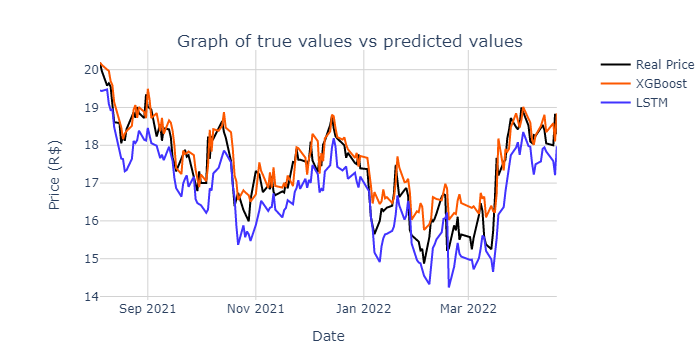 Graph of true values vs predicted values
Real Price
XGBoost
LSTM
Price (R$)
20
19
18
17
16
15
14
Sep 2021
Nov 2021
Jan 2022
Mar 2022
Date